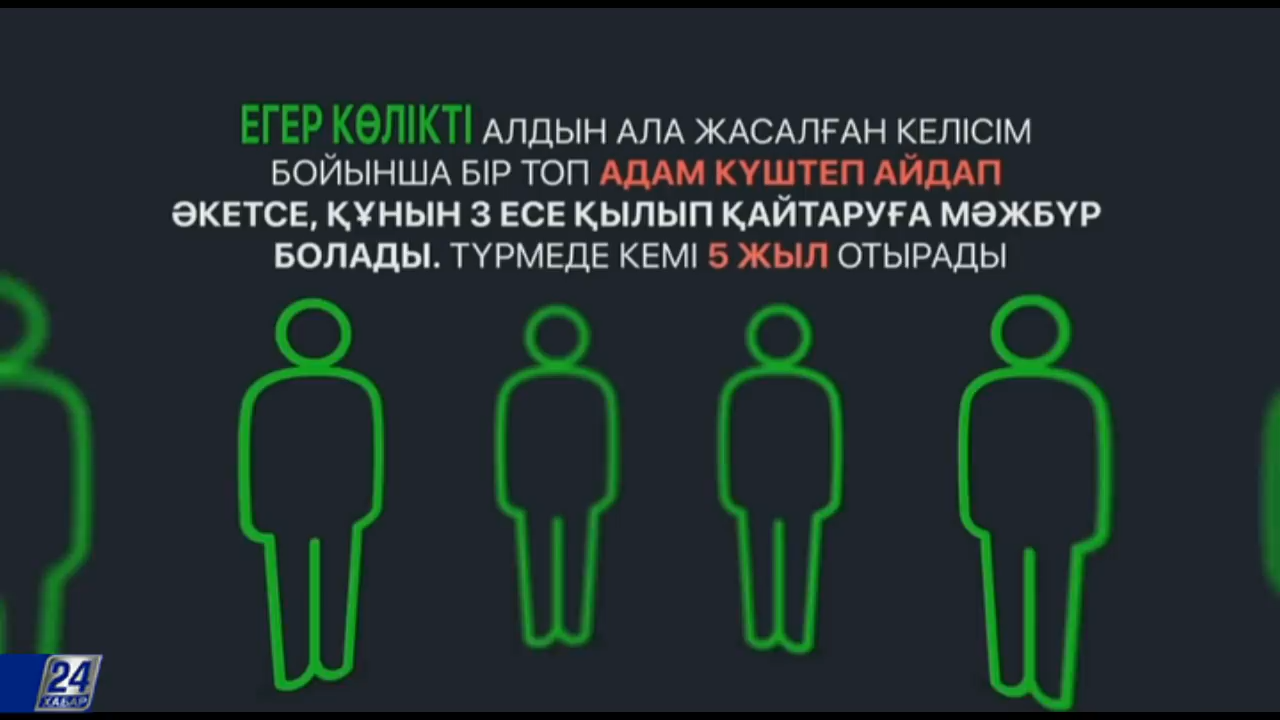 ЕГЕР КӨЛІКТІ АЛДЫН АЛА ЖАСАЛҒАН КЕЛІСІМ
БОЙЫНША БІР ТОП АДАМ КҮШТЕП АЙДАП
ӘКЕТСЕ, ҚҰНЫН 3 ЕСЕ ҚЫЛЫП ҚАЙТАРУҒА МӘЖБҮР
БОЛАДЫ. ТҮРМЕДЕ КЕМІ 5 ЖЫЛ ОТЫРАДЫ
24
ХАБАР